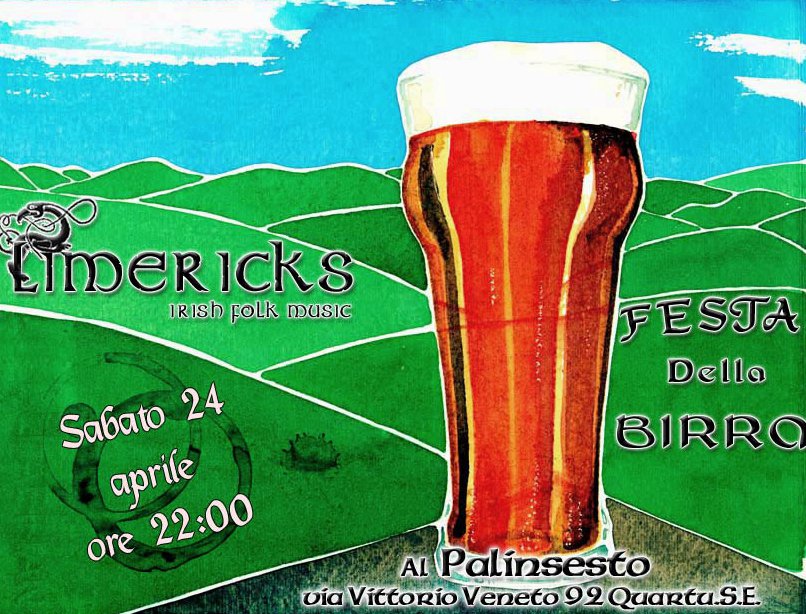 Limericks
irish folk music
FESTA
Della
BIRRA
Sabato 24
aprile
ore 22:00
Al Palinsesto
via Vittorio Veneto 92 Quartu.S.E.